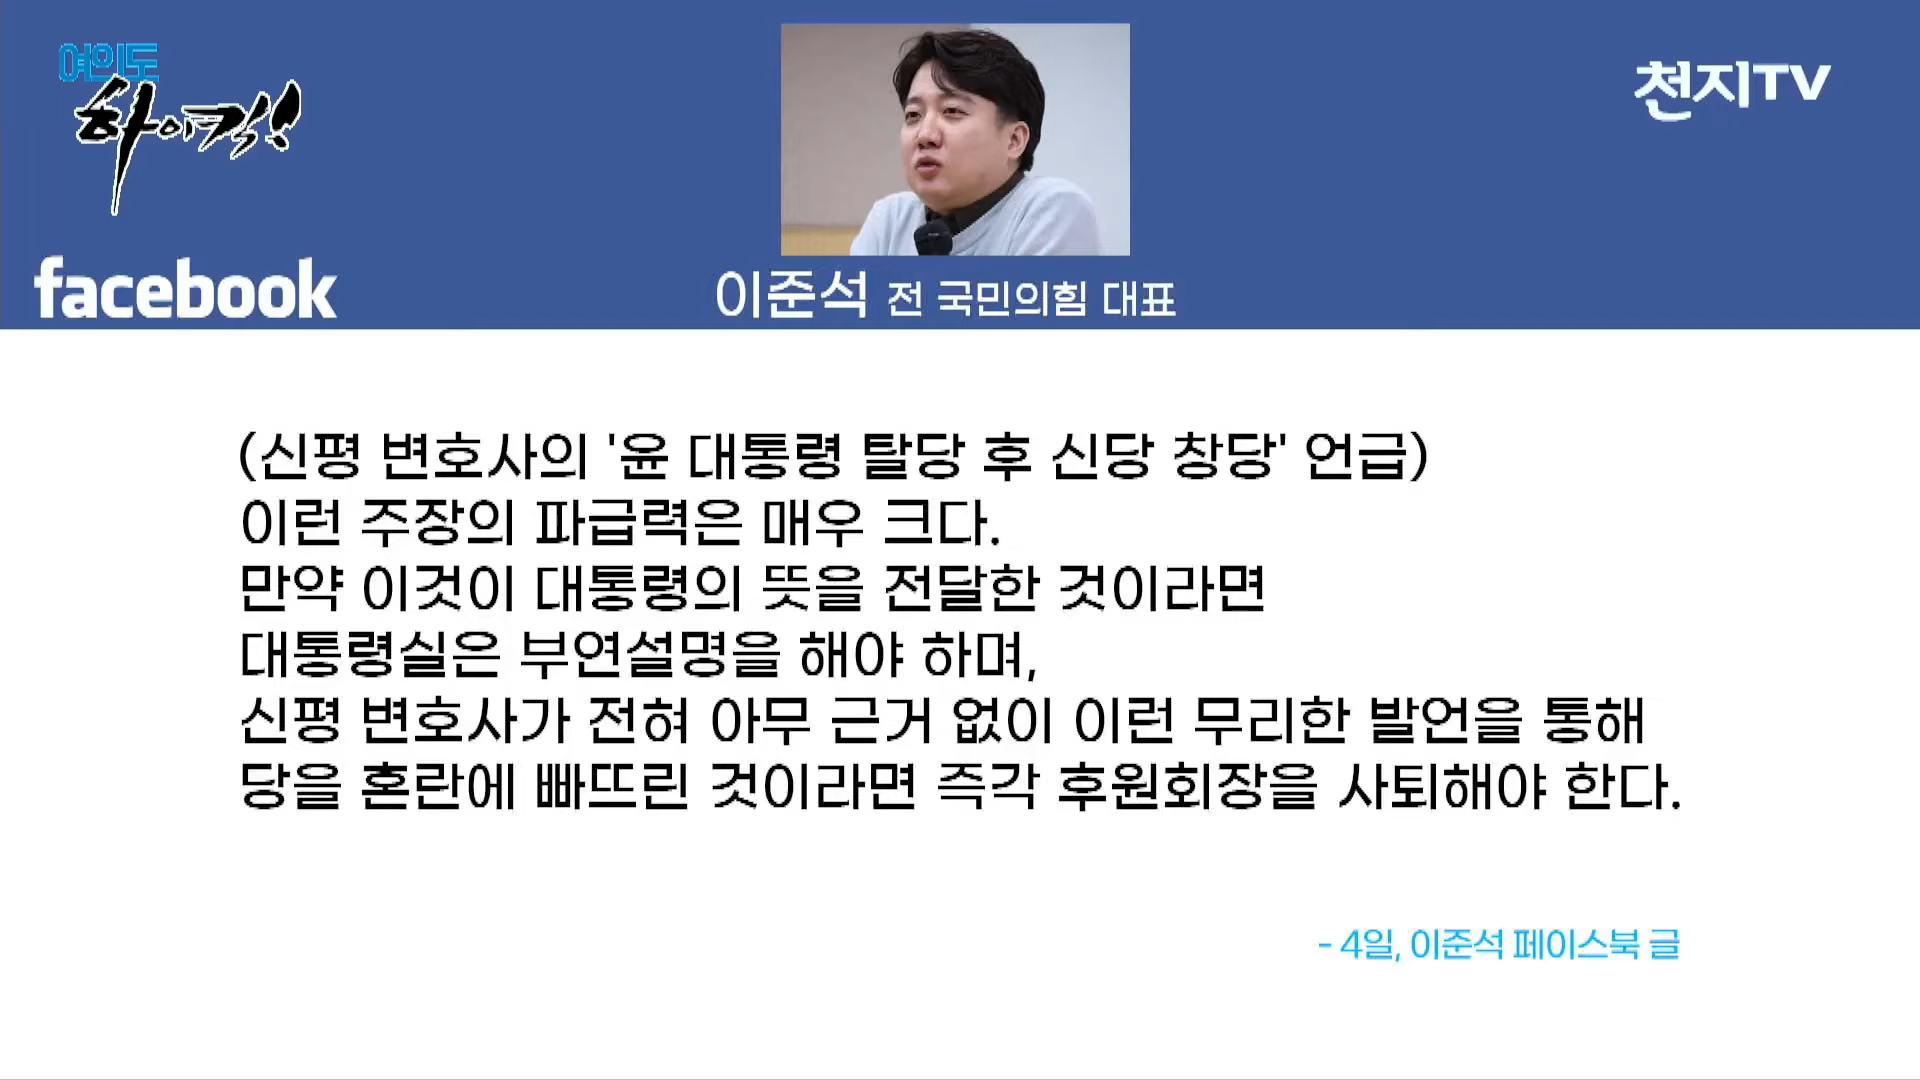 여의도
하이킥!
천지TV
facebook
이준석 전 국민의힘 대표
(신평 변호사의 '윤 대통령 탈당 후 신당 창당' 언급)
이런 주장의 파급력은 매우 크다.
만약 이것이 대통령의 뜻을 전달한 것이라면
대통령실은 부연설명을 해야 하며,
신평 변호사가 전혀 아무 근거 없이 이런 무리한 발언을 통해
당을 혼란에 빠뜨린 것이라면 즉각 후원회장을 사퇴해야 한다.
- 4일, 이준석 페이스북 글